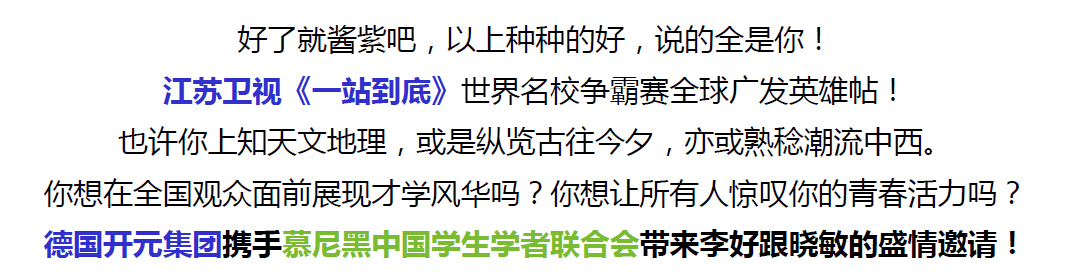 好了就酱紫吧，以上种种的好，说的全是你！
江苏卫视《一站到底》世界名校争霸赛全球广发英雄帖！
也许你上知天文地理，或是纵览古往今夕，亦或熟稔潮流中西。
你想在全国观众面前展现才学风华吗？你想让所有人惊叹你的青春活力吗？
德国开元集团携手慕尼黑中国学生学者联合会带来李好跟晓敏的盛情邀请！